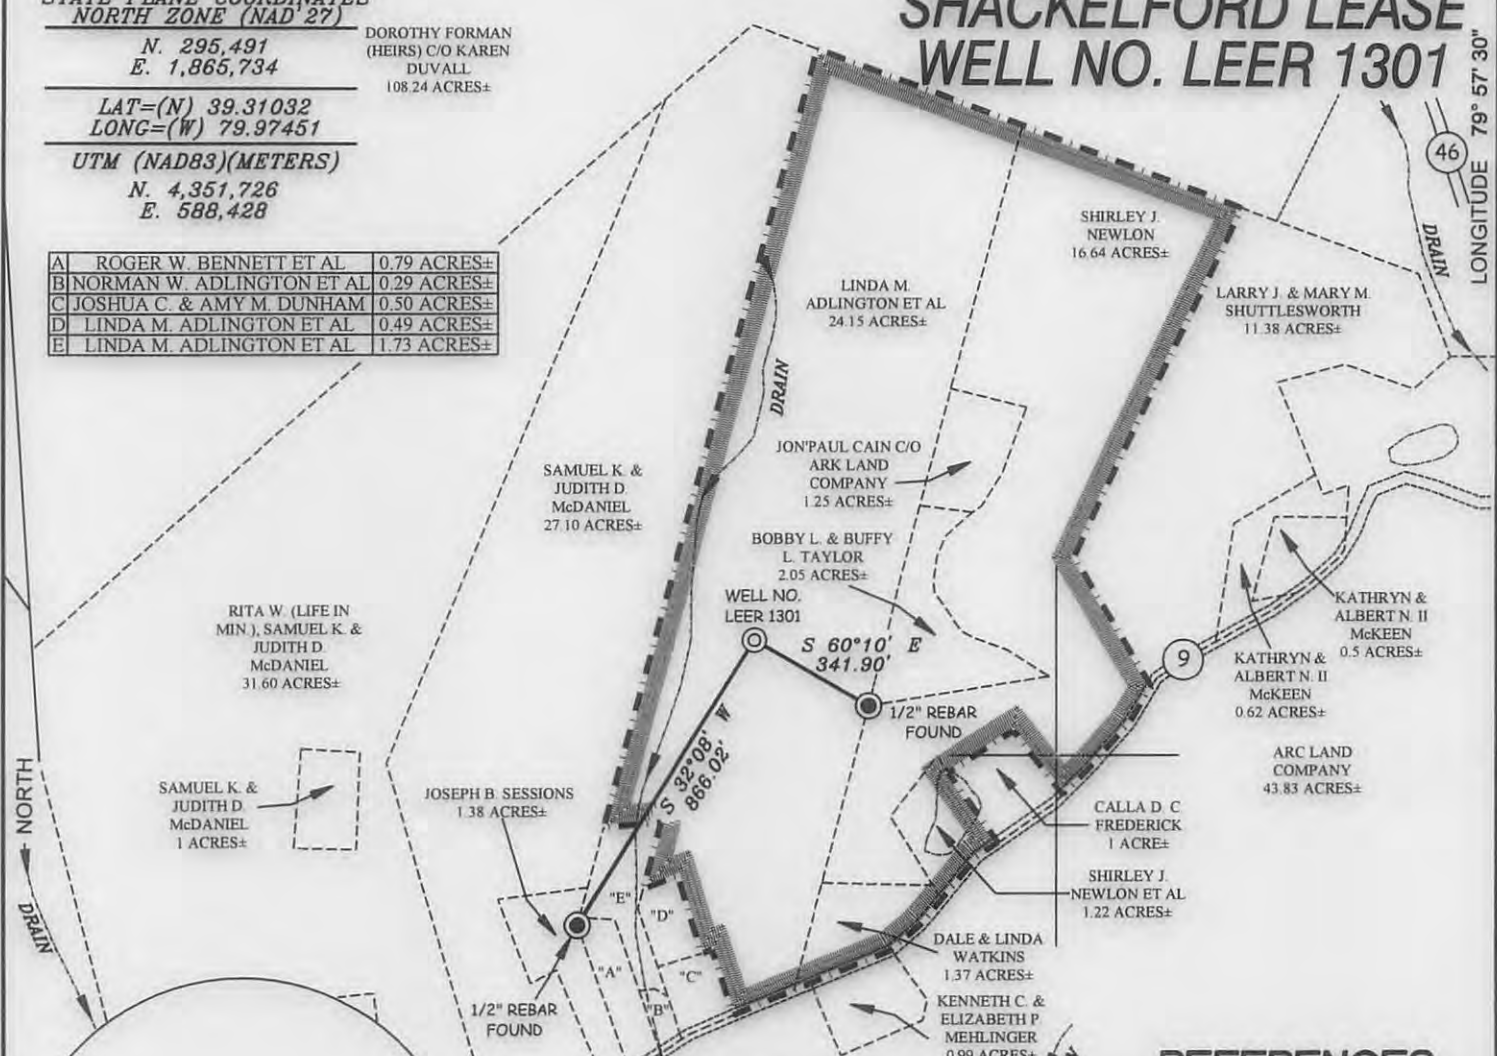 STATE PLANE COORDINATES
NORTH ZONE (NAD'27)
N. 295,491
E. 1,865,734
LAT=(N) 39.31032
LONG=(W) 79.97451
UTM (NAD83)(METERS)
N. 4,351,726
E. 588,428
DOROTHY FORMAN
(HEIRS) C/O KAREN
DUVALL
108.24 ACRES±
SHACKELFORD LEASE
WELL NO. LEER 1301
LONGITUDE 79° 57' 30"
46
DRAIN
A ROGER W. BENNETT ET AL 0.79 ACRES±
B NORMAN W. ADLINGTON ET AL 0.29 ACRES±
C JOSHUA C. & AMY M. DUNHAM 0.50 ACRES±
D LINDA M. ADLINGTON ET AL 0.49 ACRES±
E LINDA M. ADLINGTON ET AL 1.73 ACRES±
SHIRLEY J.
NEWLON
16.64 ACRES±
LINDA M.
ADLINGTON ET AL
24.15 ACRES±
LARRY J. & MARY M.
SHUTTLESWORTH
11.38 ACRES±
DRAIN
JON'PAUL CAIN C/O
ARK LAND
COMPANY
1.25 ACRES±
SAMUEL K. &
JUDITH D.
McDANIEL
27.10 ACRES±
BOBBY L. & BUFFY
L. TAYLOR
2.05 ACRES±
WELL NO.
LEER 1301
S 60°10' E
341.90'
RITA W. (LIFE IN
MIN.), SAMUEL K. &
JUDITH D.
McDANIEL
31.60 ACRES±
KATHRYN &
ALBERT N. II
McKEEN
0.5 ACRES±
9
KATHRYN &
ALBERT N. II
McKEEN
0.62 ACRES±
1/2" REBAR
FOUND
S 32°08' W
866.02'
ARC LAND
COMPANY
43.83 ACRES±
NORTH
SAMUEL K. &
JUDITH D.
McDANIEL
1 ACRES±
JOSEPH B. SESSIONS
1.38 ACRES±
CALLA D. C.
FREDERICK
1 ACRE±
SHIRLEY J.
NEWLON ET AL
1.22 ACRES±
DRAIN
"E"
"D"
"A"
"C"
"B"
DALE & LINDA
WATKINS
1.37 ACRES±
1/2" REBAR
FOUND
KENNETH C. &
ELIZABETH P.
MEHLINGER
0.99 ACRES±
REFERENCES